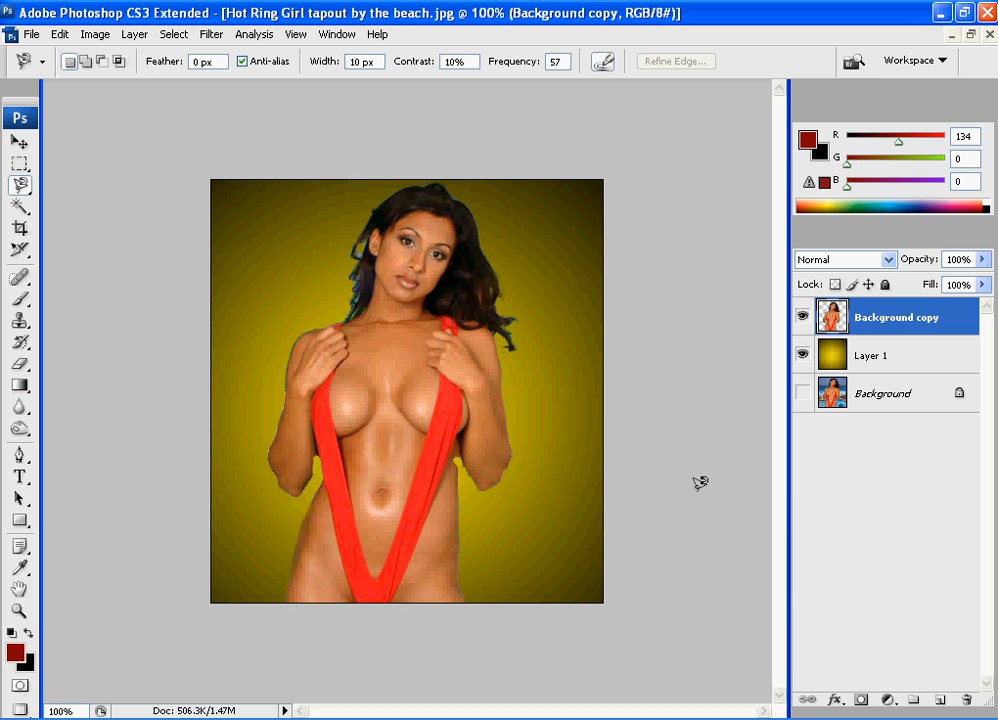 Adobe Photoshop CS3 Extended - [Hot Ring Girl tapout by the beach.jpg @ 100% (Background copy, RGB/8#)]
File Edit Image Layer Select Filter Analysis View Window Help
Feather: 0 px Anti-alias Width: 10 px Contrast: 10% Frequency: 57 Refine Edge... Workspace
Ps
R 134
G 0
B 0
Normal Opacity: 100%
Lock: Fill: 100%
Background copy
Layer 1
Background
100% Doc: 506.3K/1.47M